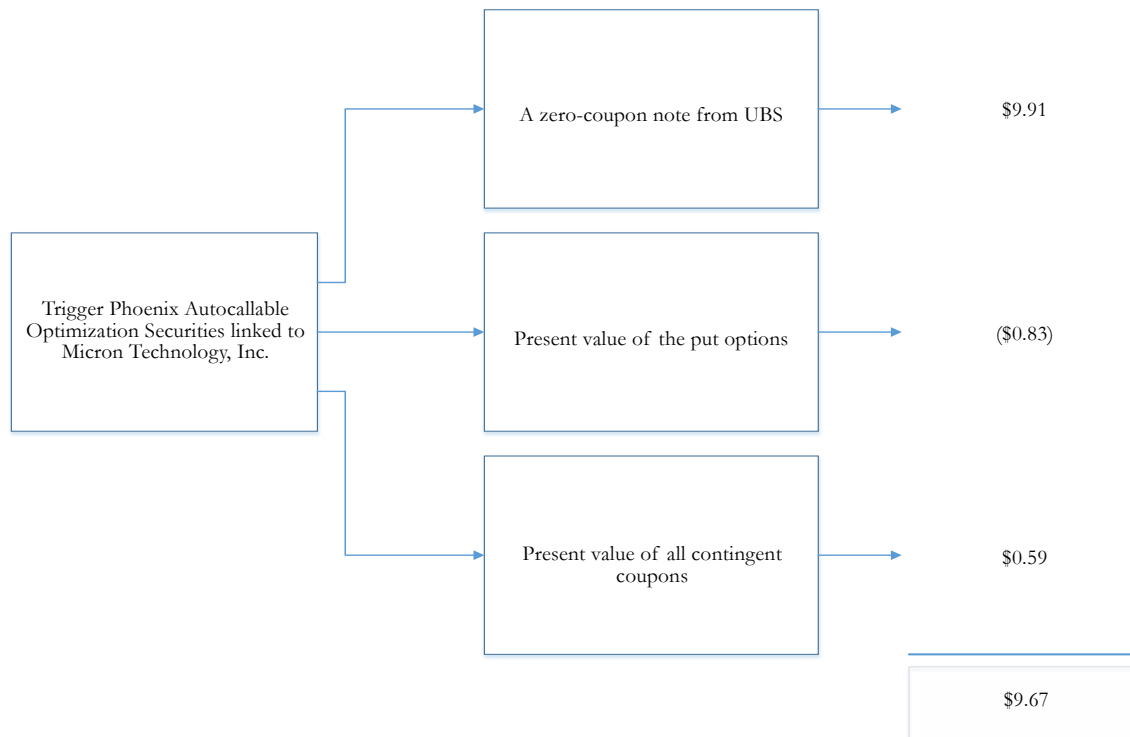 A zero-coupon note from UBS
$9.91
Trigger Phoenix Autocallable
Optimization Securities linked to
Micron Technology, Inc.
Present value of the put options
($0.83)
Present value of all contingent
coupons
$0.59
$9.67